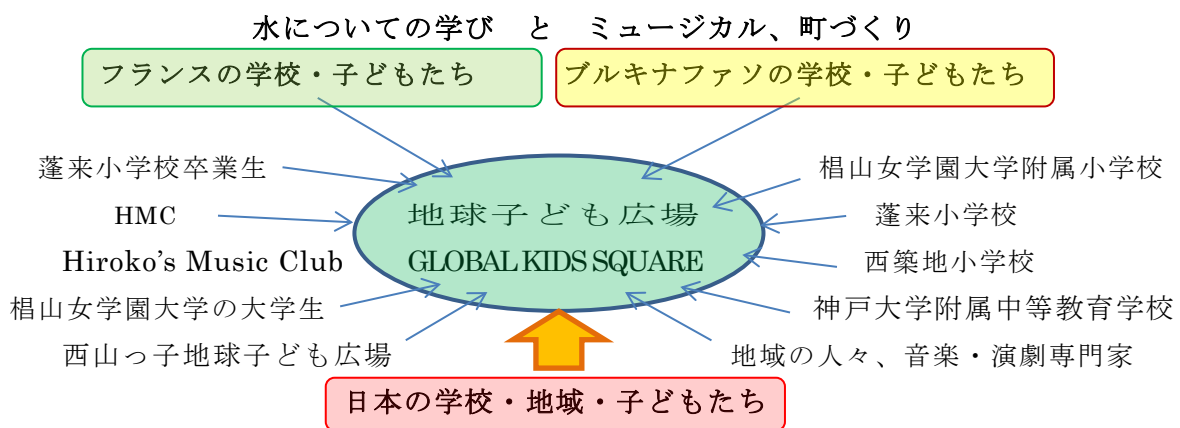 水についての学び　と　ミュージカル、町づくり
フランスの学校・子どもたち
ブルキナファソの学校・子どもたち
蓬来小学校卒業生
椙山女学園大学附属小学校
HMC
地球子ども広場
蓬来小学校
Hiroko's Music Club
GLOBAL KIDS SQUARE
西築地小学校
椙山女学園大学の大学生
神戸大学附属中等教育学校
西山っ子地球子ども広場
地域の人々、音楽・演劇専門家
日本の学校・地域・子どもたち